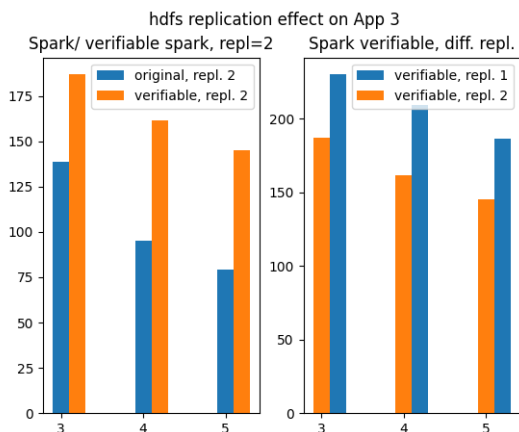 hdfs replication effect on App 3
Spark/ verifiable spark, repl=2
original, repl. 2
verifiable, repl. 2
175
150
125
100
75
50
25
0
3 4 5
Spark verifiable, diff. repl.
verifiable, repl. 1
verifiable, repl. 2
200
150
100
50
0
3 4 5